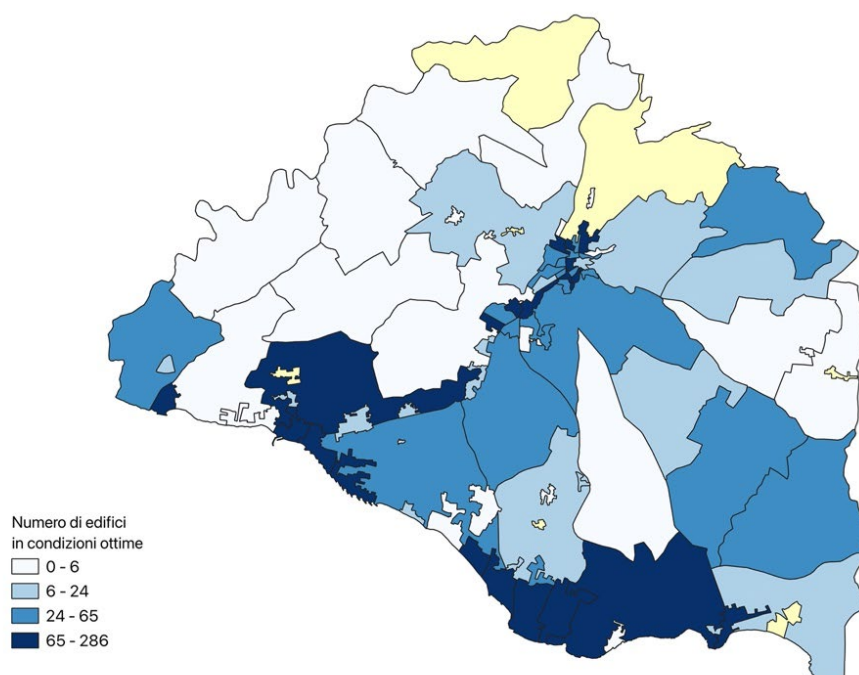 Numero di edifici
in condizioni ottime
0 - 6
6 - 24
24 - 65
65 - 286